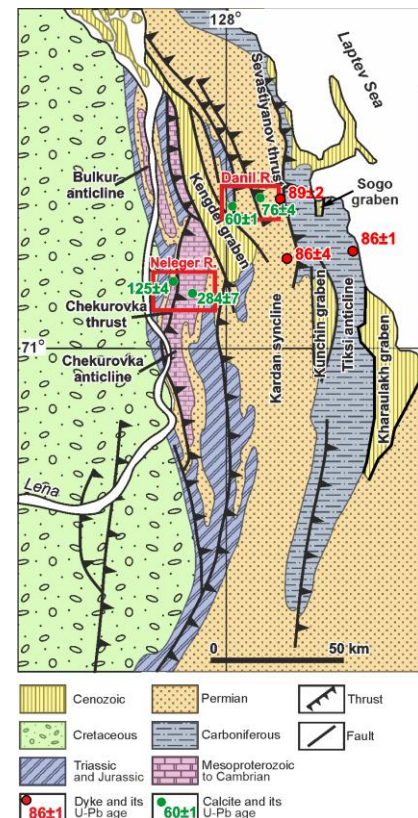 128°
Laptev Sea
Sevastiyanov thrust
Bulkur
anticline
Danil R.
89±2
Sogo
graben
Kengdei graben
60±1
76±4
86±1
Neleger R.
86±4
125±4
284±7
Chekurovka
thrust
71°
Chekurovka
anticline
Kardan syncline
Kunchin graben
Tiksi anticline
Kharaulakh graben
Lena
0
50 km
Cenozoic
Permian
Thrust
Cretaceous
Carboniferous
Fault
Triassic
and Jurassic
Mesoproterozoic
to Cambrian
86±1
Dyke and its
U-Pb age
60±1
Calcite and its
U-Pb age